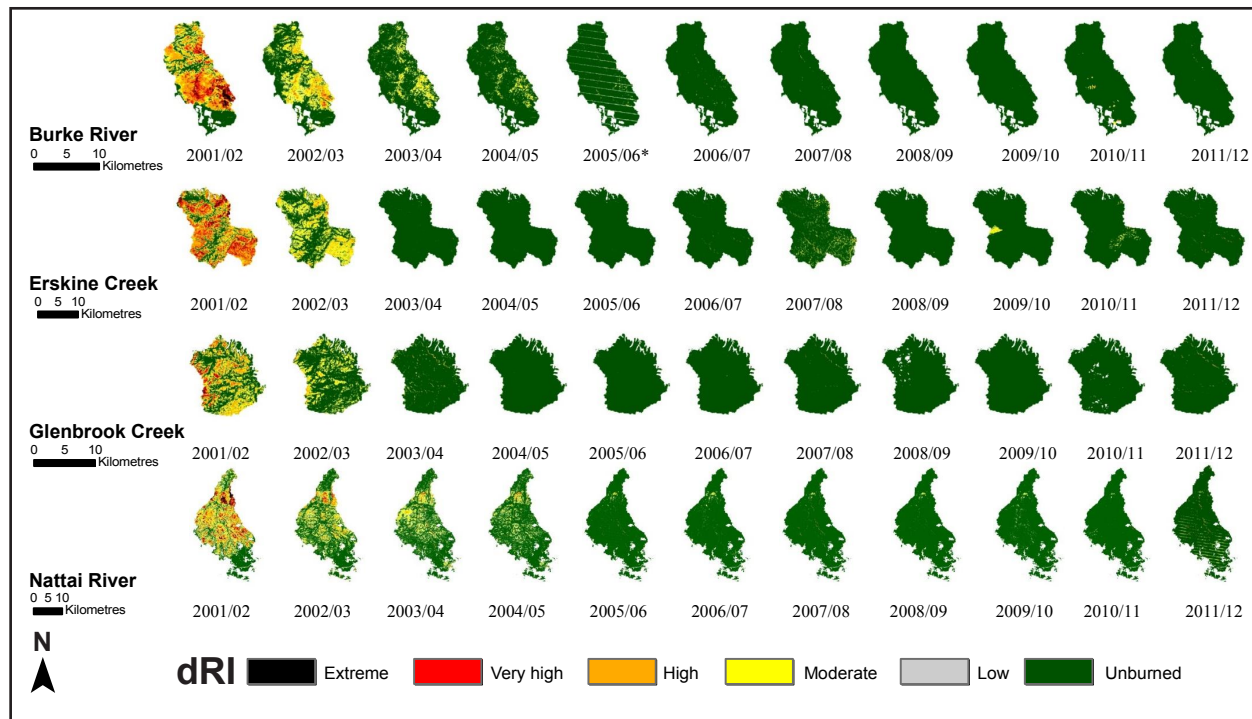 2001/02 2002/03 2003/04 2004/05 2005/06* 2006/07 2007/08 2008/09 2009/10 2010/11 2011/12
Burke River
0 5 10
Kilometres
2001/02 2002/03 2003/04 2004/05 2005/06 2006/07 2007/08 2008/09 2009/10 2010/11 2011/12
Erskine Creek
0 5 10
Kilometres
2001/02 2002/03 2003/04 2004/05 2005/06 2006/07 2007/08 2008/09 2009/10 2010/11 2011/12
Glenbrook Creek
0 5 10
Kilometres
2001/02 2002/03 2003/04 2004/05 2005/06 2006/07 2007/08 2008/09 2009/10 2010/11 2011/12
Nattai River
0 5 10
Kilometres
N
dRI Extreme Very high High Moderate Low Unburned